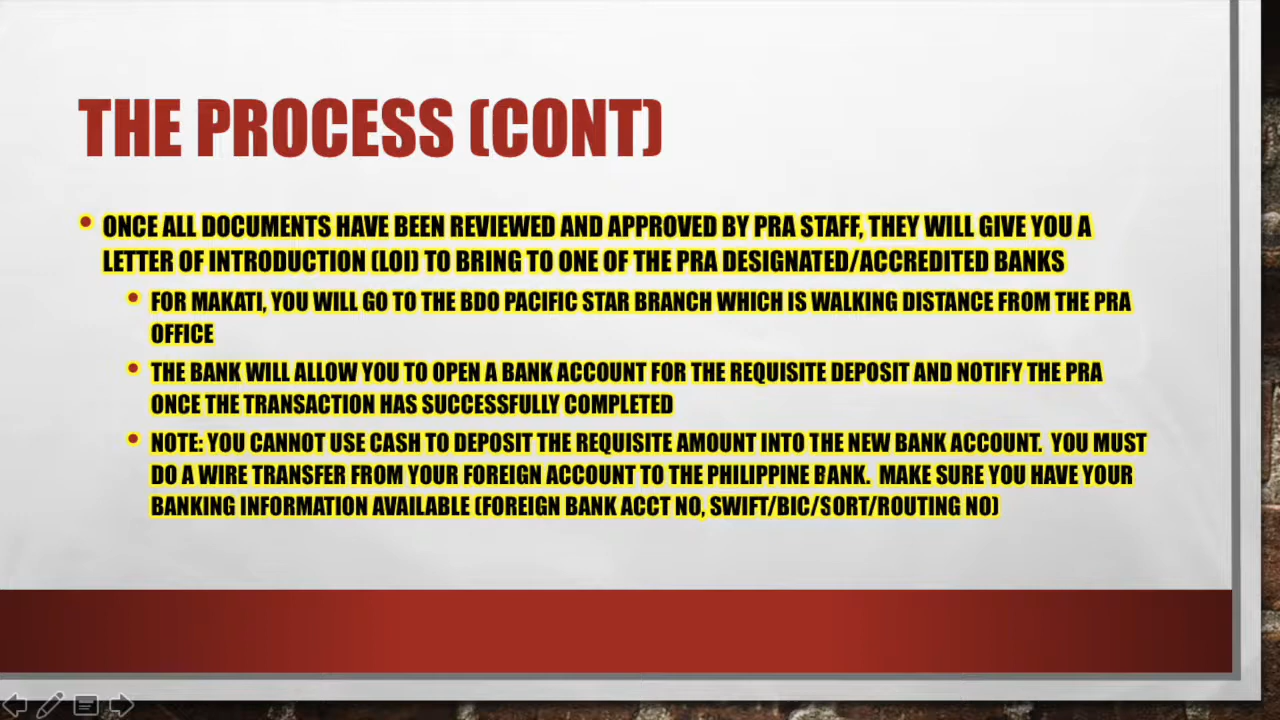 THE PROCESS (CONT)
• ONCE ALL DOCUMENTS HAVE BEEN REVIEWED AND APPROVED BY PRA STAFF, THEY WILL GIVE YOU A
LETTER OF INTRODUCTION (LOI) TO BRING TO ONE OF THE PRA DESIGNATED/ACCREDITED BANKS
• FOR MAKATI, YOU WILL GO TO THE BDO PACIFIC STAR BRANCH WHICH IS WALKING DISTANCE FROM THE PRA
OFFICE
• THE BANK WILL ALLOW YOU TO OPEN A BANK ACCOUNT FOR THE REQUISITE DEPOSIT AND NOTIFY THE PRA
ONCE THE TRANSACTION HAS SUCCESSFULLY COMPLETED
• NOTE: YOU CANNOT USE CASH TO DEPOSIT THE REQUISITE AMOUNT INTO THE NEW BANK ACCOUNT. YOU MUST
DO A WIRE TRANSFER FROM YOUR FOREIGN ACCOUNT TO THE PHILIPPINE BANK. MAKE SURE YOU HAVE YOUR
BANKING INFORMATION AVAILABLE (FOREIGN BANK ACCT NO, SWIFT/BIC/SORT/ROUTING NO)